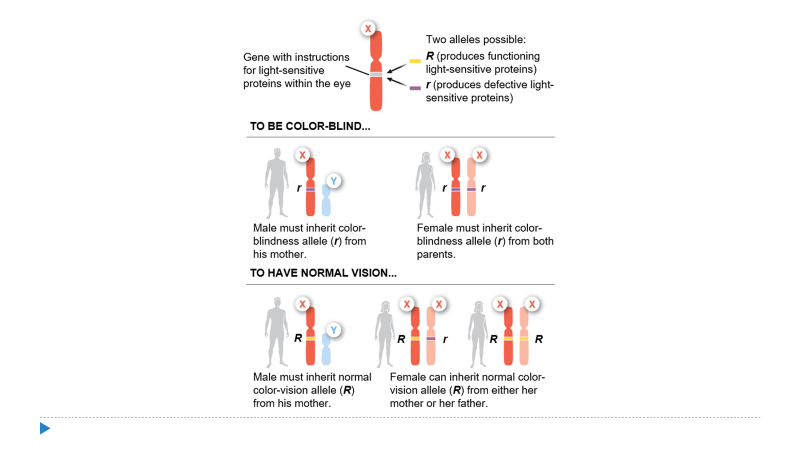 X
Gene with instructions
for light-sensitive
proteins within the eye
Two alleles possible:
R (produces functioning
light-sensitive proteins)
r (produces defective light-
sensitive proteins)
TO BE COLOR-BLIND...
X
Y
r
Male must inherit color-
blindness allele (r) from
his mother.
X X
r r
Female must inherit color-
blindness allele (r) from both
parents.
TO HAVE NORMAL VISION...
X
Y
R
Male must inherit normal
color-vision allele (R)
from his mother.
X X
R r
X X
R R
Female can inherit normal color-
vision allele (R) from either her
mother or her father.